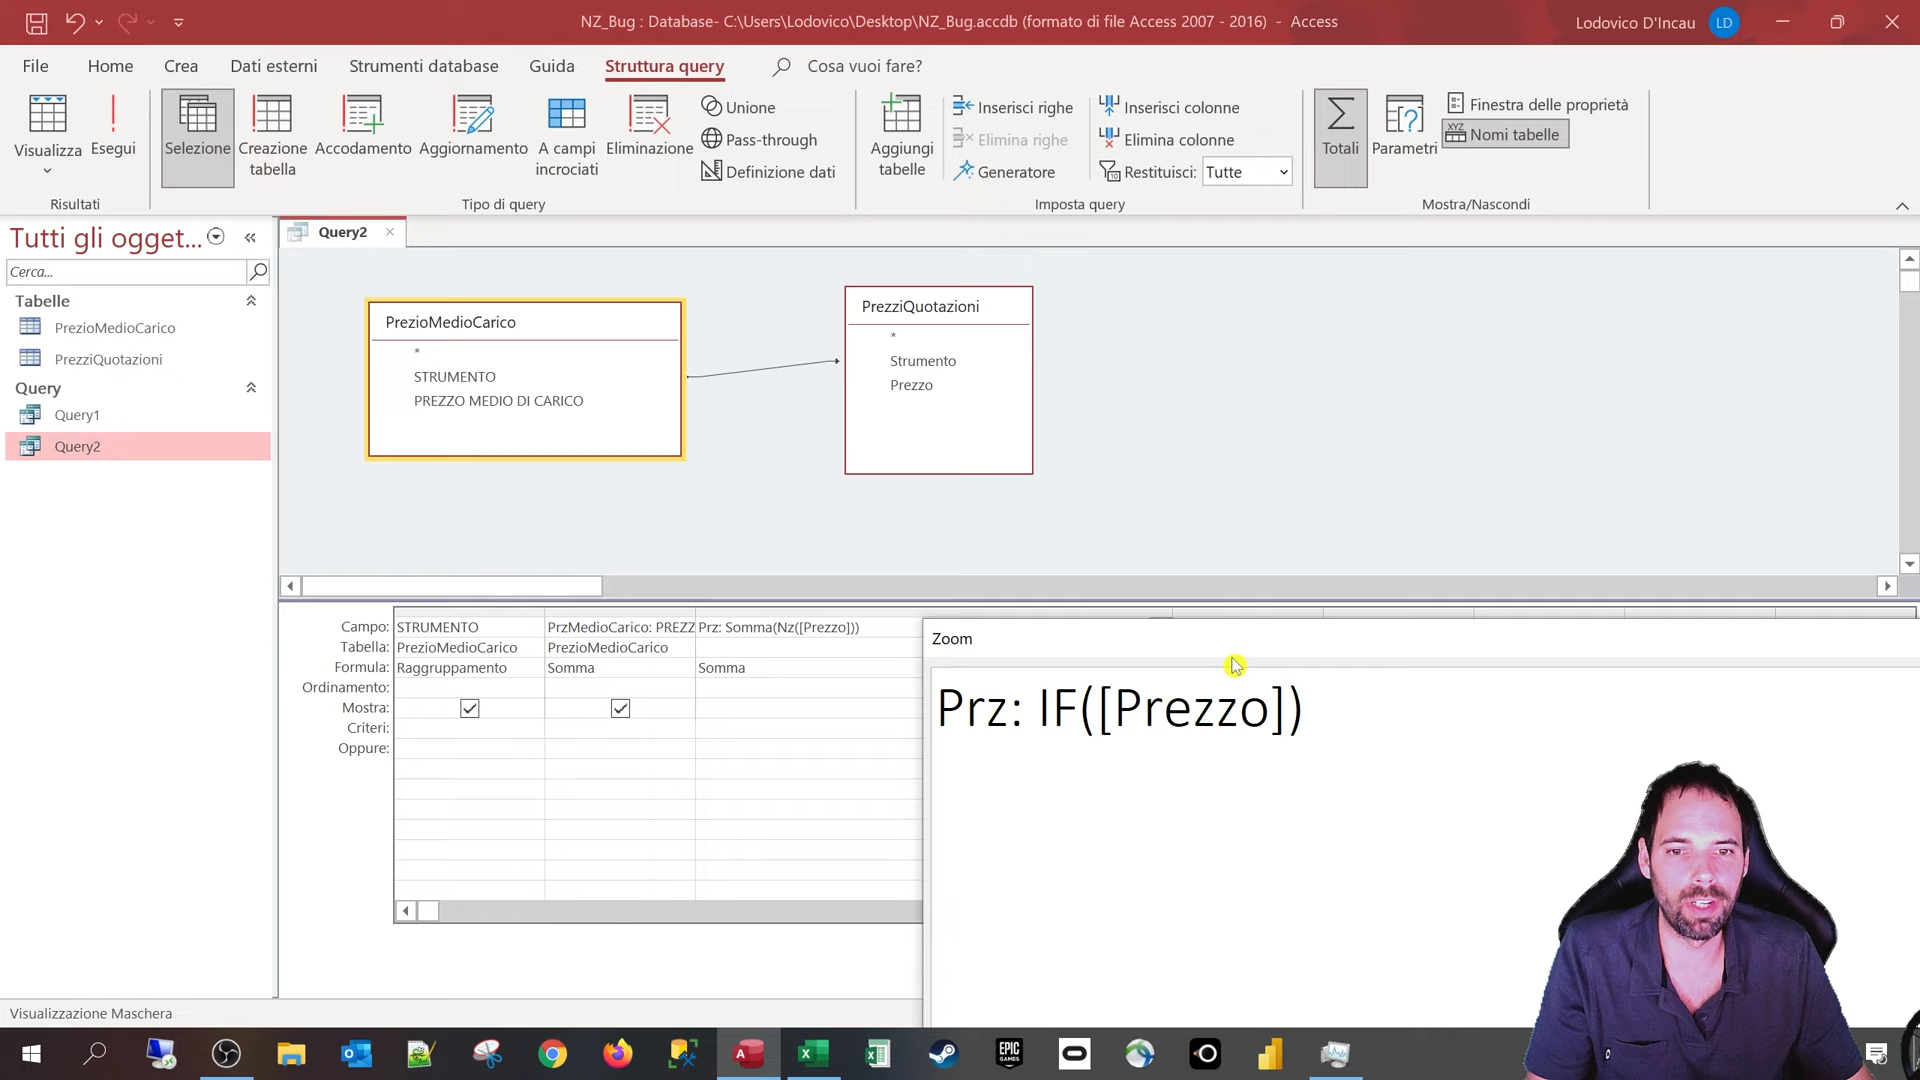 NZ_Bug : Database- C:\Users\Lodovico\Desktop\NZ_Bug.accdb (formato di file Access 2007 - 2016) - Access
Lodovico D'Incau
LD
File
Home
Crea
Dati esterni
Strumenti database
Guida
Struttura query
Cosa vuoi fare?
Visualizza
Esegui
Risultati
Selezione
Creazione tabella
Accodamento
Aggiornamento
A campi incrociati
Eliminazione
Unione
Pass-through
Definizione dati
Tipo di query
Aggiungi tabelle
Inserisci righe
Elimina righe
Generatore
Inserisci colonne
Elimina colonne
Restituisci: Tutte
Imposta query
Totali
Parametri
Finestra delle proprietà
XYZ Nomi tabelle
Mostra/Nascondi
Tutti gli ogget...
Cerca...
Tabelle
PrezioMedioCarico
PrezziQuotazioni
Query
Query1
Query2
Query2
PrezioMedioCarico
*
STRUMENTO
PREZZO MEDIO DI CARICO
PrezziQuotazioni
*
Strumento
Prezzo
Campo: STRUMENTO PrzMedioCarico: PREZZ Prz: Somma(Nz([Prezzo]))
Tabella: PrezioMedioCarico PrezioMedioCarico
Formula: Raggruppamento Somma Somma
Ordinamento:
Mostra:
Criteri:
Oppure:
Zoom
Prz: IF([Prezzo])
Visualizzazione Maschera
EPIC GAMES